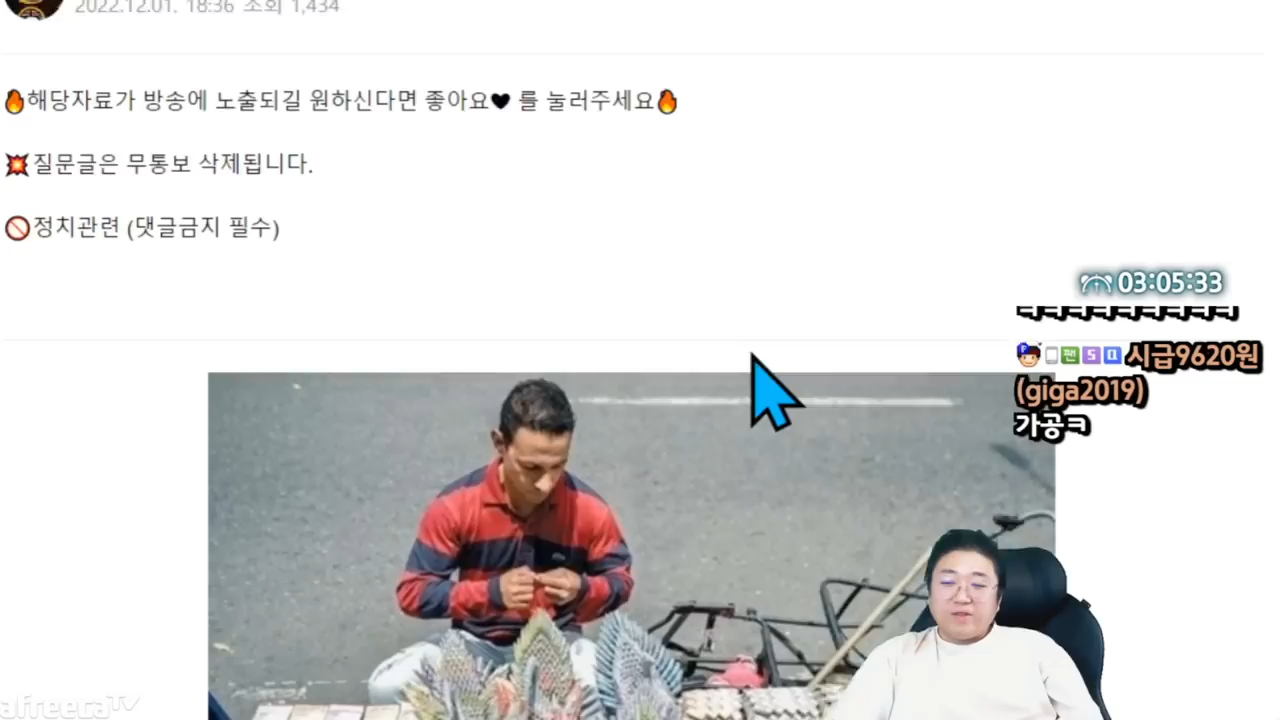 2022.12.01. 18:36 조회 1,434
🔥해당자료가 방송에 노출되길 원하신다면 좋아요🖤 를 눌러주세요🔥
💥질문글은 무통보 삭제됩니다.
🚫정치관련 (댓글금지 필수)
03:05:33
팬 S 시급9620원
(giga2019)
가공ㅋ
afreecaTV